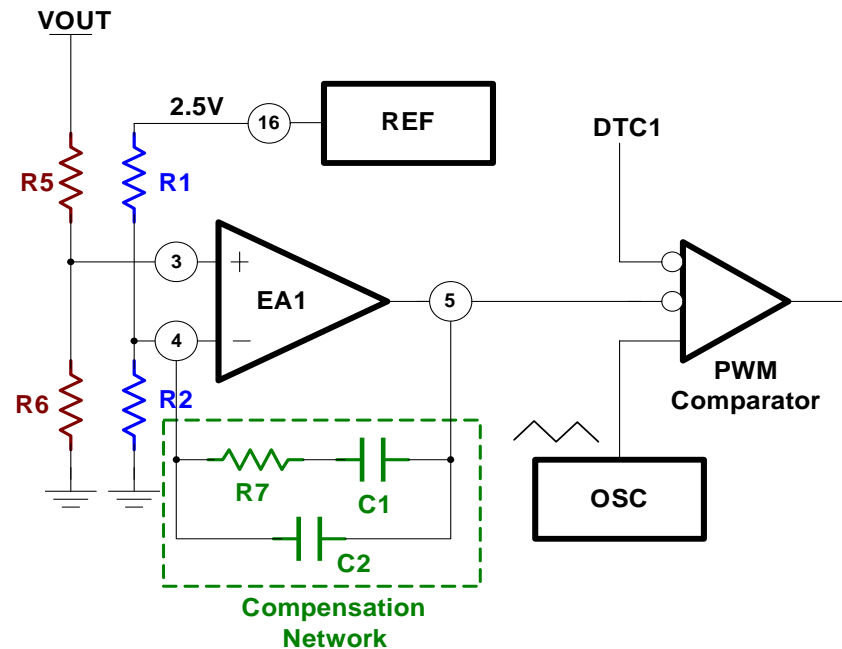 VOUT
2.5V
16
REF
DTC1
R5
R1
3
+
EA1
5
4
−
R6
R2
PWM
Comparator
R7
C1
OSC
C2
Compensation
Network